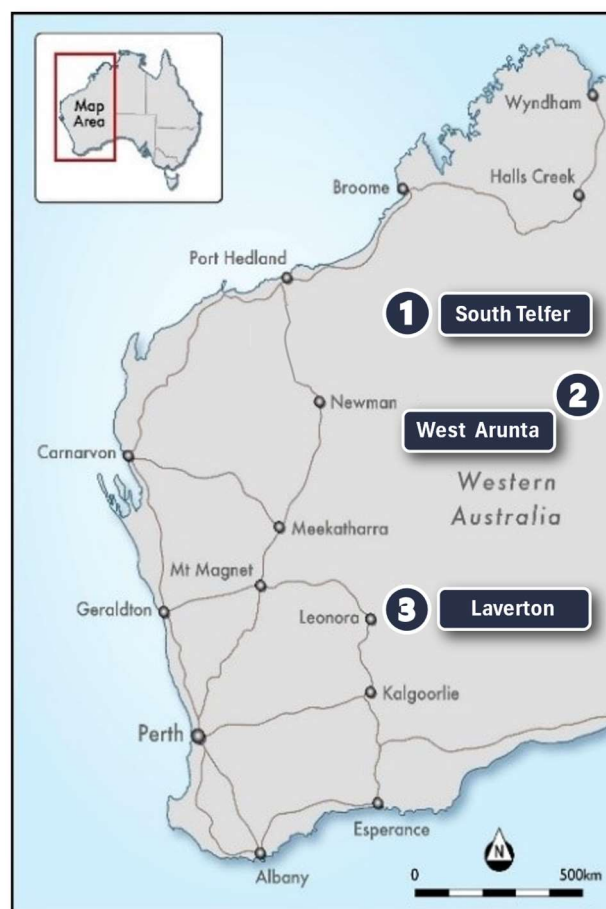 Map
Area
Wyndham
Halls Creek
Broome
Port Hedland
1
South Telfer
2
Newman
West Arunta
Carnarvon
Western
Australia
Meekatharra
Mt Magnet
Geraldton
Leonora
3
Laverton
Kalgoorlie
Perth
Esperance
N
Albany
0
500km